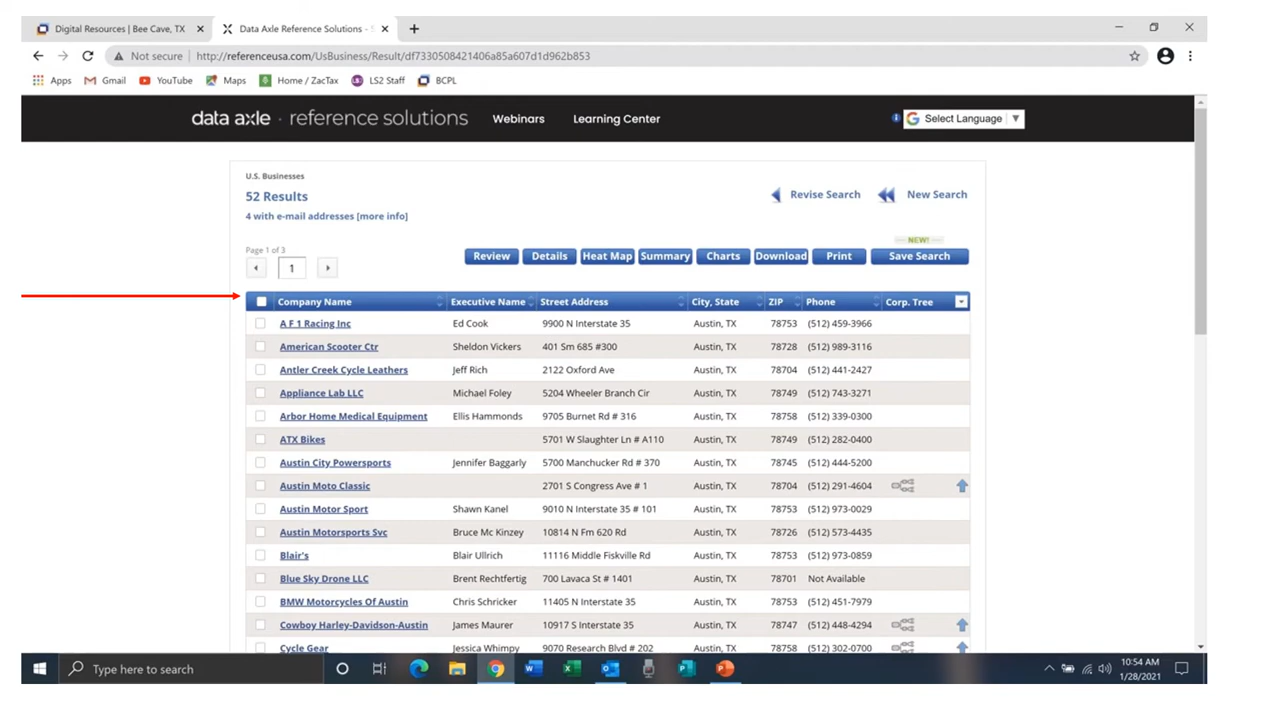 Digital Resources | Bee Cave, TX
Data Axle Reference Solutions -
Not secure | http://referenceusa.com/UsBusiness/Result/df7330508421406a85a607d1d962b853
Apps Gmail YouTube Maps Home / ZacTax LS2 Staff BCPL
data axle · reference solutions Webinars Learning Center Select Language
U.S. Businesses
52 Results
4 with e-mail addresses [more info]
Revise Search New Search
NEW!
Page 1 of 3
1
Review Details Heat Map Summary Charts Download Print Save Search
Company Name Executive Name Street Address City, State ZIP Phone Corp. Tree
A F 1 Racing Inc Ed Cook 9900 N Interstate 35 Austin, TX 78753 (512) 459-3966
American Scooter Ctr Sheldon Vickers 401 Sm 685 #300 Austin, TX 78728 (512) 989-3116
Antler Creek Cycle Leathers Jeff Rich 2122 Oxford Ave Austin, TX 78704 (512) 441-2427
Appliance Lab LLC Michael Foley 5204 Wheeler Branch Cir Austin, TX 78749 (512) 743-3271
Arbor Home Medical Equipment Ellis Hammonds 9705 Burnet Rd # 316 Austin, TX 78758 (512) 339-0300
ATX Bikes 5701 W Slaughter Ln # A110 Austin, TX 78749 (512) 282-0400
Austin City Powersports Jennifer Baggarly 5700 Manchucker Rd # 370 Austin, TX 78745 (512) 444-5200
Austin Moto Classic 2701 S Congress Ave # 1 Austin, TX 78704 (512) 291-4604
Austin Motor Sport Shawn Kanel 9010 N Interstate 35 # 101 Austin, TX 78753 (512) 973-0029
Austin Motorsports Svc Bruce Mc Kinzey 10814 N Fm 620 Rd Austin, TX 78726 (512) 573-4435
Blair's Blair Ullrich 11116 Middle Fiskville Rd Austin, TX 78753 (512) 973-0859
Blue Sky Drone LLC Brent Rechtfertig 700 Lavaca St # 1401 Austin, TX 78701 Not Available
BMW Motorcycles Of Austin Chris Schricker 11405 N Interstate 35 Austin, TX 78753 (512) 451-7979
Cowboy Harley-Davidson-Austin James Maurer 10917 S Interstate 35 Austin, TX 78747 (512) 448-4294
Cycle Gear Jessica Whimpy 9070 Research Blvd # 202 Austin, TX 78758 (512) 302-0700
Type here to search
10:54 AM
1/28/2021